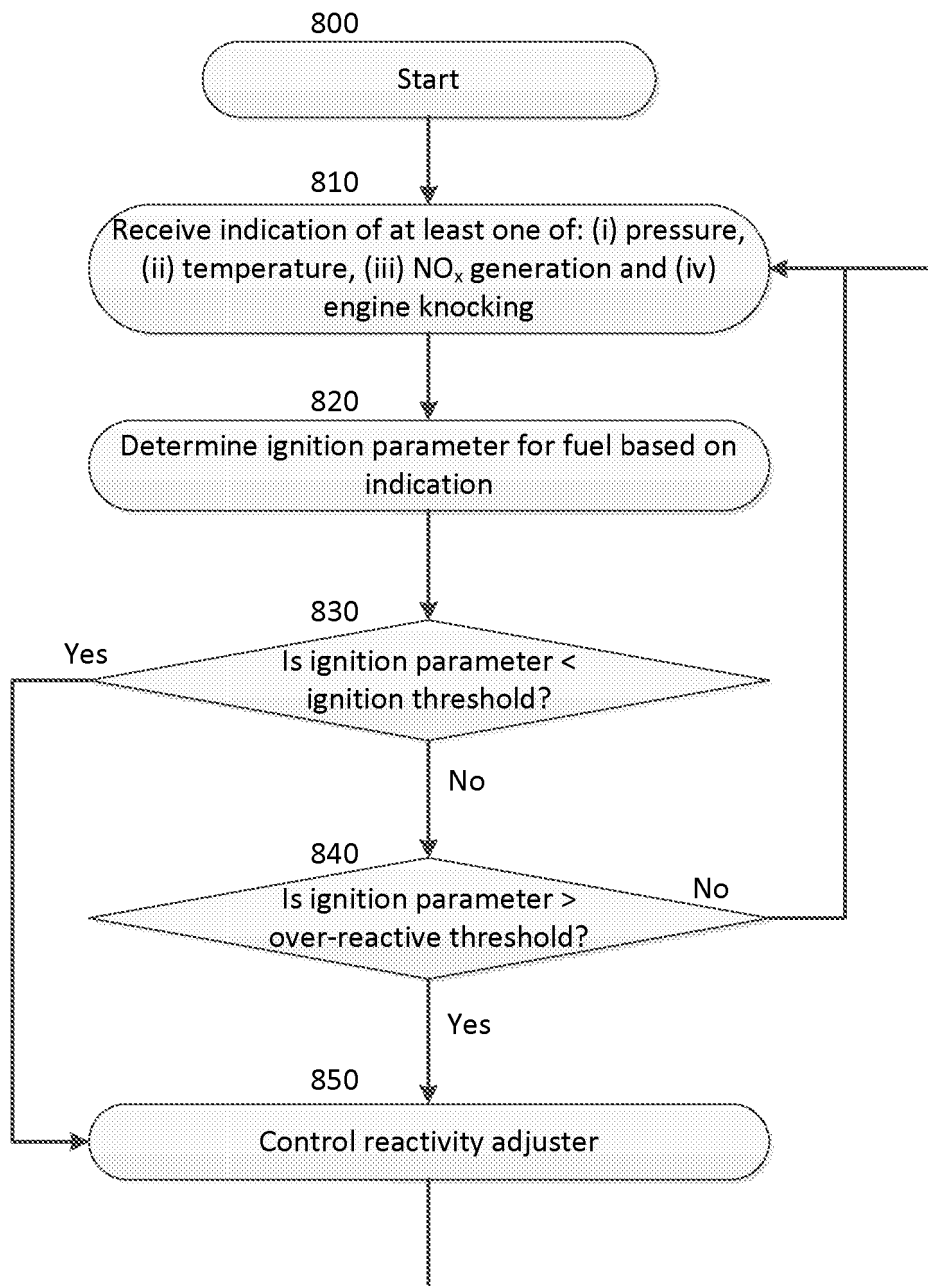 800
Start
810
Receive indication of at least one of: (i) pressure,
(ii) temperature, (iii) NOx generation and (iv)
engine knocking
820
Determine ignition parameter for fuel based on
indication
830
Yes
Is ignition parameter <
ignition threshold?
No
840
Is ignition parameter >
over-reactive threshold?
No
Yes
850
Control reactivity adjuster